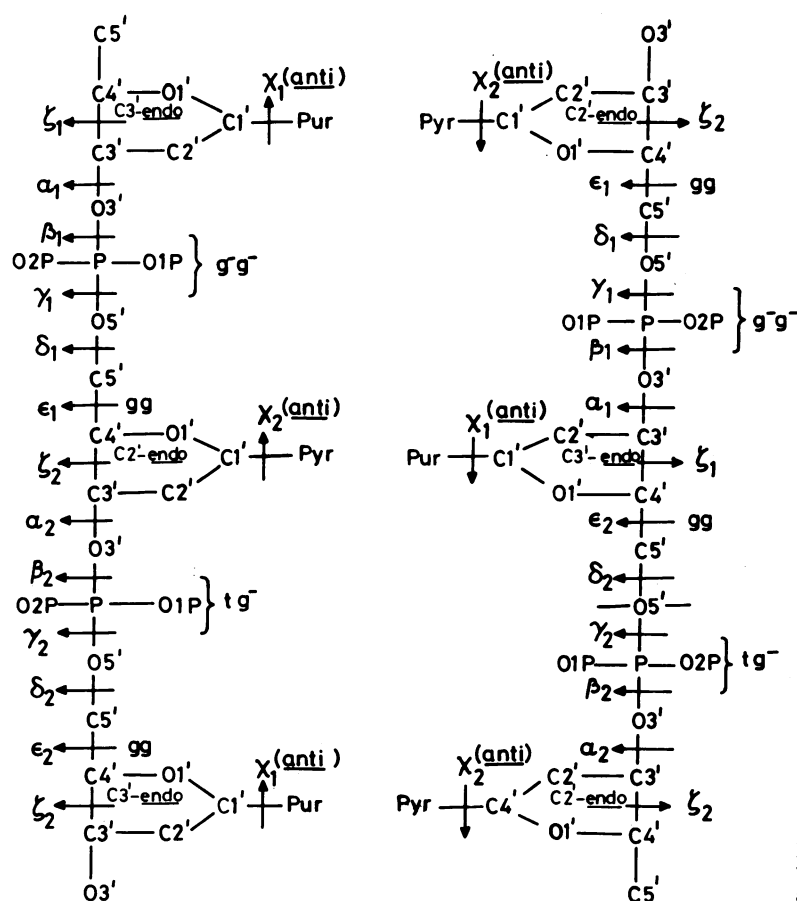 C5'
C4' O1'
C3'-endo
χ1 (anti)
ζ1
C1' Pur
C3' C2'
α1
O3'
β1
O2P P O1P } g⁻g⁻
γ1
O5'
δ1
C5'
ε1 gg
C4' O1'
C2'-endo
χ2 (anti)
ζ2
C1' Pyr
C3' C2'
α2
O3'
β2
O2P P O1P } t g⁻
γ2
O5'
δ2
C5'
ε2 gg
C4' O1'
C3'-endo
χ1 (anti)
ζ2
C1' Pur
C3' C2'
O3'
O3'
χ2 (anti)
C2' C3'
C2'-endo
Pyr C1'
ζ2
O1' C4'
ε1 gg
C5'
δ1
O5'
γ1
O1P P O2P } g⁻g⁻
β1
O3'
α1
χ1 (anti)
C2' C3'
C3'-endo
Pur C1'
ζ1
O1' C4'
ε2 gg
C5'
δ2
O5'
γ2
O1P P O2P } t g⁻
β2
O3'
α2
χ2 (anti)
C2' C3'
C2'-endo
Pyr C4'
ζ2
O1' C4'
C5'